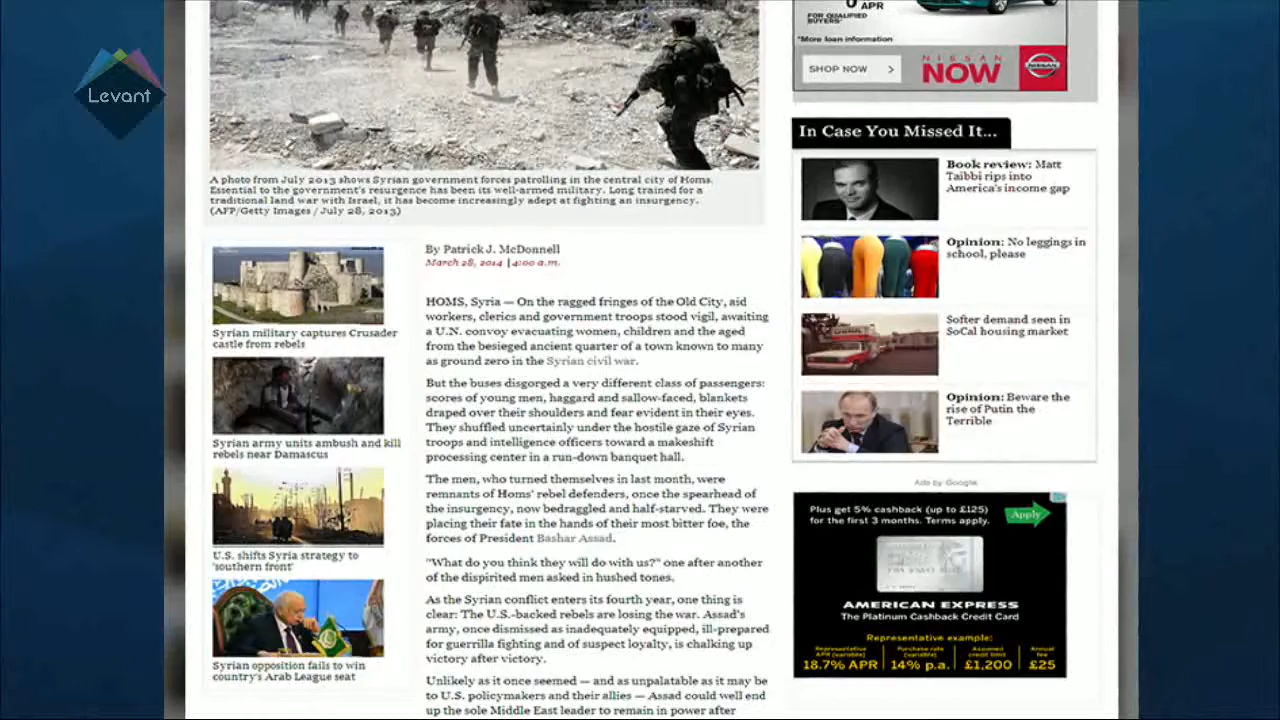 Levant
A photo from July 2013 shows Syrian government forces patrolling in the central city of Homs.
Essential to the government's resurgence has been its well-armed military. Long trained for a
traditional land war with Israel, it has become increasingly adept at fighting an insurgency.
(AFP/Getty Images / July 28, 2013)
Syrian military captures Crusader
castle from rebels
Syrian army units ambush and kill
rebels near Damascus
U.S. shifts Syria strategy to
'southern front'
Syrian opposition fails to win
country's Arab League seat
By Patrick J. McDonnell
March 28, 2014 | 4:00 a.m.
HOMS, Syria — On the ragged fringes of the Old City, aid
workers, clerics and government troops stood vigil, awaiting
a U.N. convoy evacuating women, children and the aged
from the besieged ancient quarter of a town known to many
as ground zero in the Syrian civil war.
But the buses disgorged a very different class of passengers:
scores of young men, haggard and sallow-faced, blankets
draped over their shoulders and fear evident in their eyes.
They shuffled uncertainly under the hostile gaze of Syrian
troops and intelligence officers toward a makeshift
processing center in a run-down banquet hall.
The men, who turned themselves in last month, were
remnants of Homs' rebel defenders, once the spearhead of
the insurgency, now bedraggled and half-starved. They were
placing their fate in the hands of their most bitter foe, the
forces of President Bashar Assad.
"What do you think they will do with us?" one after another
of the dispirited men asked in hushed tones.
As the Syrian conflict enters its fourth year, one thing is
clear: The U.S.-backed rebels are losing the war. Assad's
army, once dismissed as inadequately equipped, ill-prepared
for guerrilla fighting and of suspect loyalty, is chalking up
victory after victory.
Unlikely as it once seemed — and as unpalatable as it may be
to U.S. policymakers and their allies — Assad could well end
up the sole Middle East leader to remain in power after
APR
FOR QUALIFIED
BUYERS*
*More loan information
SHOP NOW >
NISSAN
NOW
NISSAN
In Case You Missed It...
Book review: Matt
Taibbi rips into
America's income gap
Opinion: No leggings in
school, please
Softer demand seen in
SoCal housing market
Opinion: Beware the
rise of Putin the
Terrible
Ads by Google
Plus get 5% cashback (up to £125)
for the first 3 months. Terms apply.
Apply
AMERICAN EXPRESS
The Platinum Cashback Credit Card
Representative example:
Representative
APR (variable)
18.7% APR
Purchase rate
(variable)
14% p.a.
Assumed
credit limit
£1,200
Annual
fee
£25